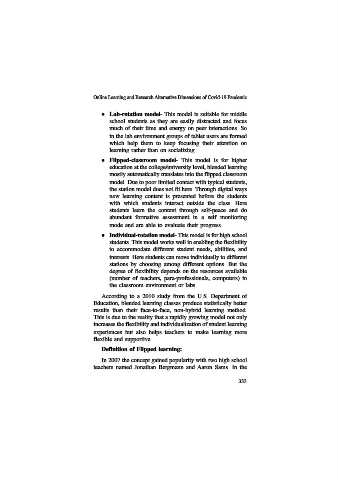 Online Learning and Research Alternative Dimensions of Covid-19 Pandemic
● Lab-rotation model- This model is suitable for middle
school students as they are easily distracted and focus
much of their time and energy on peer interactions. So
in the lab environment groups of tablet users are formed
which help them to keep focusing their attention on
learning rather than on socializing.
● Flipped-classroom model- This model is for higher
education at the college/university level, blended learning
mostly automatically translates into the flipped classroom
model. Due to poor limited contact with typical students,
the station model does not fit here. Through digital ways
new learning content is presented before the students
with which students interact outside the class. Here
students learn the content through self-peace and do
abundant formative assessment in a self monitoring
mode and are able to evaluate their progress.
● Individual-rotation model- This model is for high school
students. This model works well in enabling the flexibility
to accommodate different student needs, abilities, and
interests. Here students can move individually to different
stations by choosing among different options. But the
degree of flexibility depends on the resources available
(number of teachers, para-professionals, computers) in
the classroom environment or labs.
According to a 2010 study from the U.S. Department of
Education, blended learning classes produce statistically better
results than their face-to-face, non-hybrid learning method.
This is due to the reality that a rapidly growing model not only
increases the flexibility and individualization of student learning
experiences but also helps teachers to make learning more
flexible and supportive.
Definition of Flipped learning:
In 2007 the concept gained popularity with two high school
teachers named Jonathan Bergmann and Aaron Sams. In the